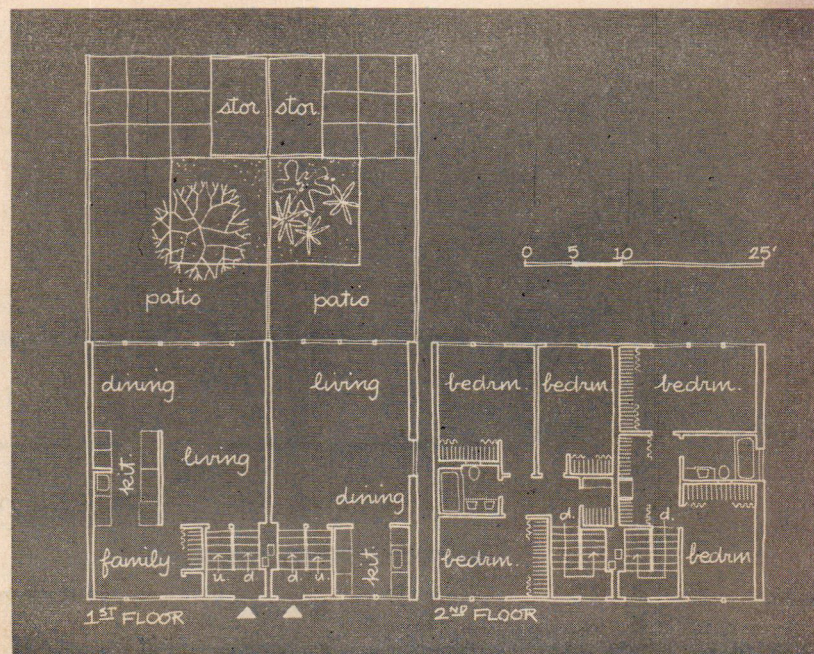 stor. stor.
0 5 10 25'
patio patio
dining living bedrm. bedrm. bedrm.
kit. living
dining
family u d d. u. kit. bedrm. d. d. bedrm
1ST FLOOR 2ND FLOOR